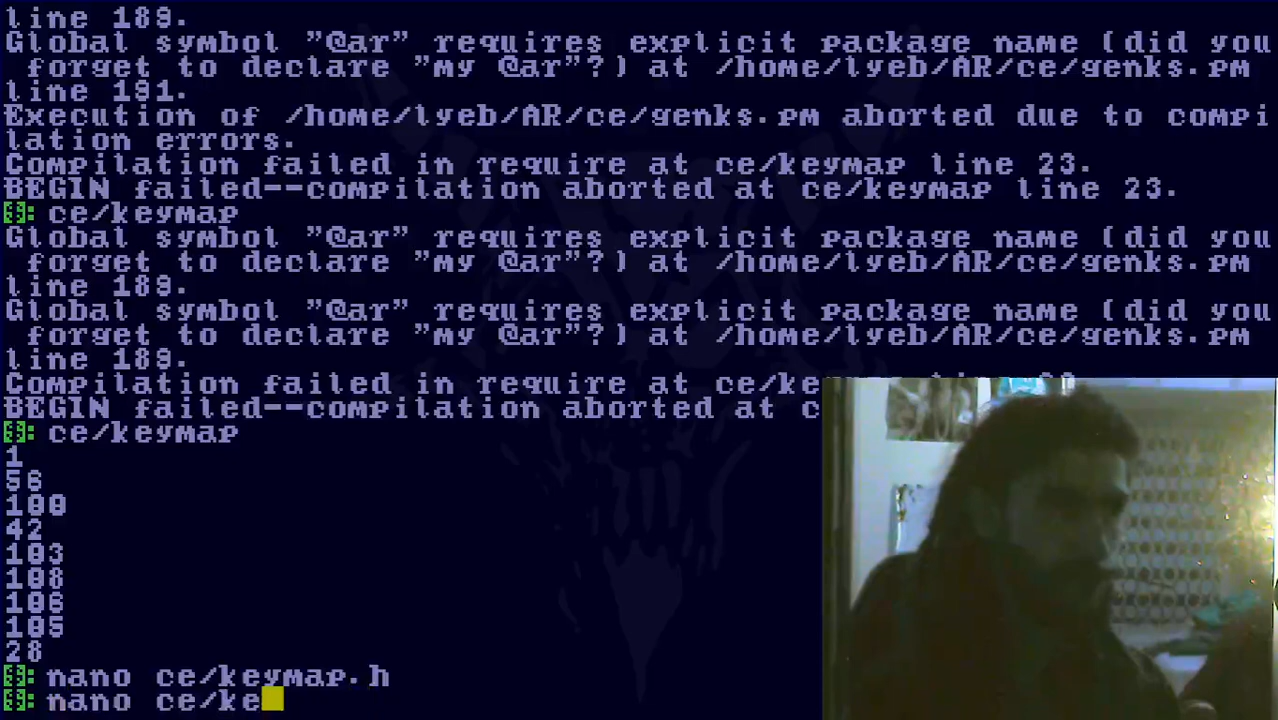 line 189.
Global symbol "@ar" requires explicit package name (did you
forget to declare "my @ar"?) at /home/lyeb/AR/ce/genks.pm
line 191.
Execution of /home/lyeb/AR/ce/genks.pm aborted due to compi
lation errors.
Compilation failed in require at ce/keymap line 23.
BEGIN failed--compilation aborted at ce/keymap line 23.
[]: ce/keymap
Global symbol "@ar" requires explicit package name (did you
forget to declare "my @ar"?) at /home/lyeb/AR/ce/genks.pm
line 189.
Global symbol "@ar" requires explicit package name (did you
forget to declare "my @ar"?) at /home/lyeb/AR/ce/genks.pm
line 189.
Compilation failed in require at ce/ke
BEGIN failed--compilation aborted at c
[]: ce/keymap
1
56
100
42
103
108
106
105
28
[]: nano ce/keymap.h
[]: nano ce/ke